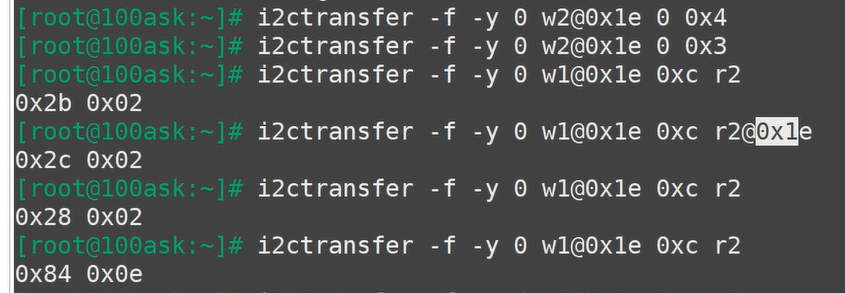 [root@100ask:~]# i2ctransfer -f -y 0 w2@0x1e 0 0x4
[root@100ask:~]# i2ctransfer -f -y 0 w2@0x1e 0 0x3
[root@100ask:~]# i2ctransfer -f -y 0 w1@0x1e 0xc r2
0x2b 0x02
[root@100ask:~]# i2ctransfer -f -y 0 w1@0x1e 0xc r2@0x1e
0x2c 0x02
[root@100ask:~]# i2ctransfer -f -y 0 w1@0x1e 0xc r2
0x28 0x02
[root@100ask:~]# i2ctransfer -f -y 0 w1@0x1e 0xc r2
0x84 0x0e